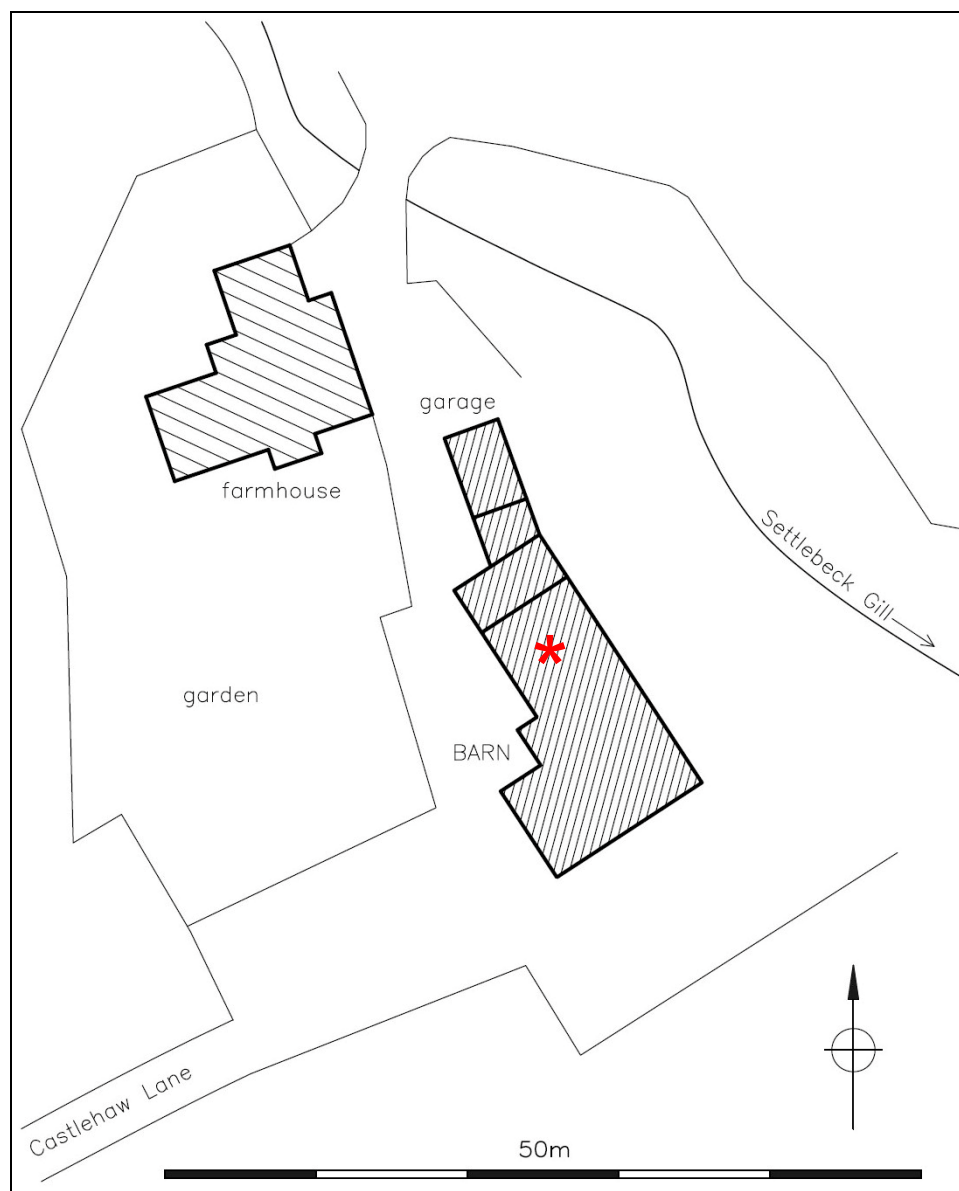 garage
farmhouse
Settlebeck Gill
garden
BARN
Castlehaw Lane
50m